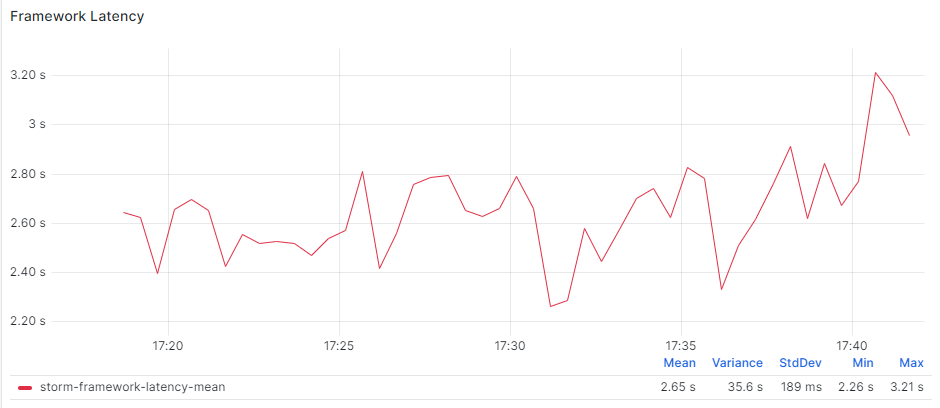 Framework Latency
3.20 s
3 s
2.80 s
2.60 s
2.40 s
2.20 s
17:20 17:25 17:30 17:35 17:40
Mean Variance StdDev Min Max
storm-framework-latency-mean 2.65 s 35.6 s 189 ms 2.26 s 3.21 s